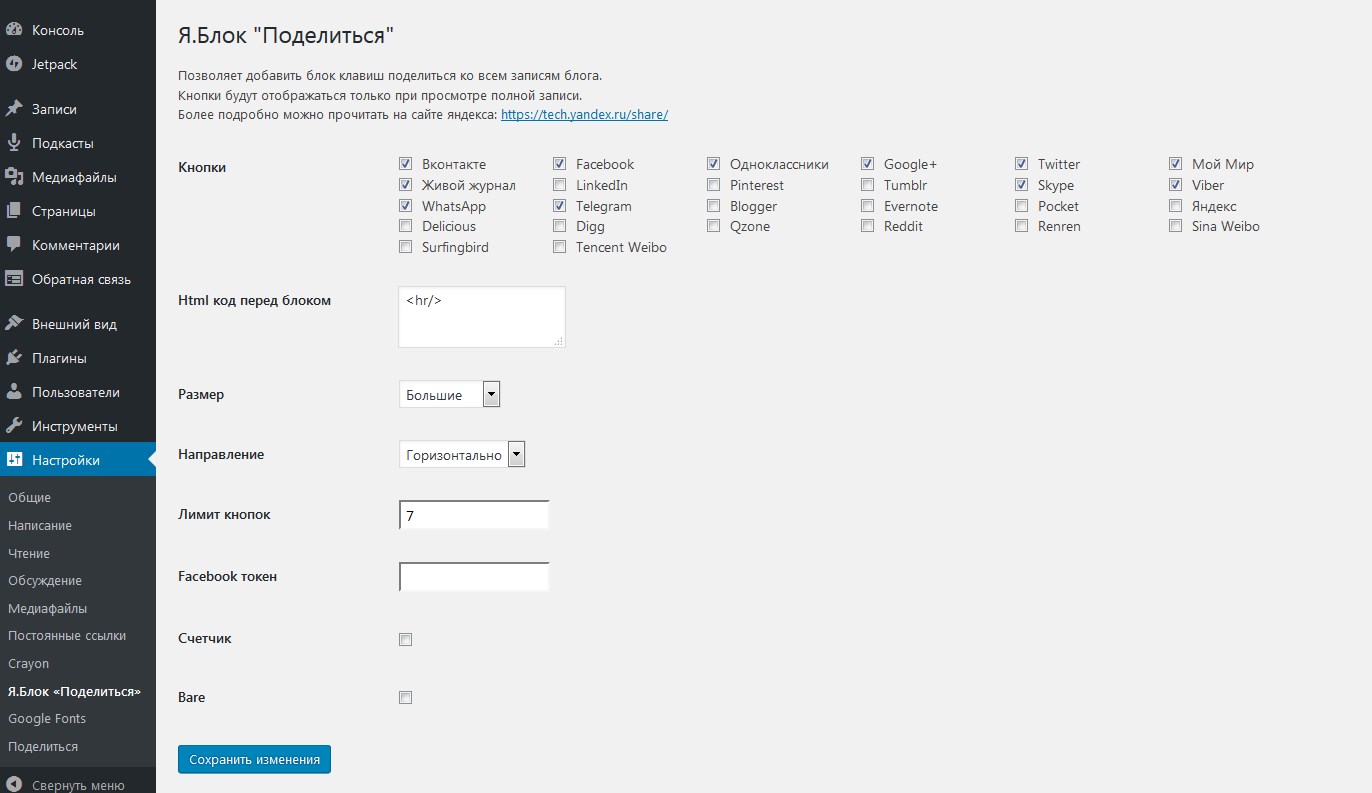 Консоль
Jetpack
Записи
Подкасты
Медиафайлы
Страницы
Комментарии
Обратная связь
Внешний вид
Плагины
Пользователи
Инструменты
Настройки
Общие
Написание
Чтение
Обсуждение
Медиафайлы
Постоянные ссылки
Crayon
Я.Блок «Поделиться»
Google Fonts
Поделиться
Свернуть меню
Я.Блок "Поделиться"
Позволяет добавить блок клавиш поделиться ко всем записям блога.
Кнопки будут отображаться только при просмотре полной записи.
Более подробно можно прочитать на сайте яндекса: https://tech.yandex.ru/share/
Кнопки
Вконтакте Facebook Одноклассники Google+ Twitter Мой Мир
Живой журнал LinkedIn Pinterest Tumblr Skype Viber
WhatsApp Telegram Blogger Evernote Pocket Яндекс
Delicious Digg Qzone Reddit Renren Sina Weibo
Surfingbird Tencent Weibo
Html код перед блоком <hr/>
Размер Большие
Направление Горизонтально
Лимит кнопок 7
Facebook токен
Счетчик
Bare
Сохранить изменения